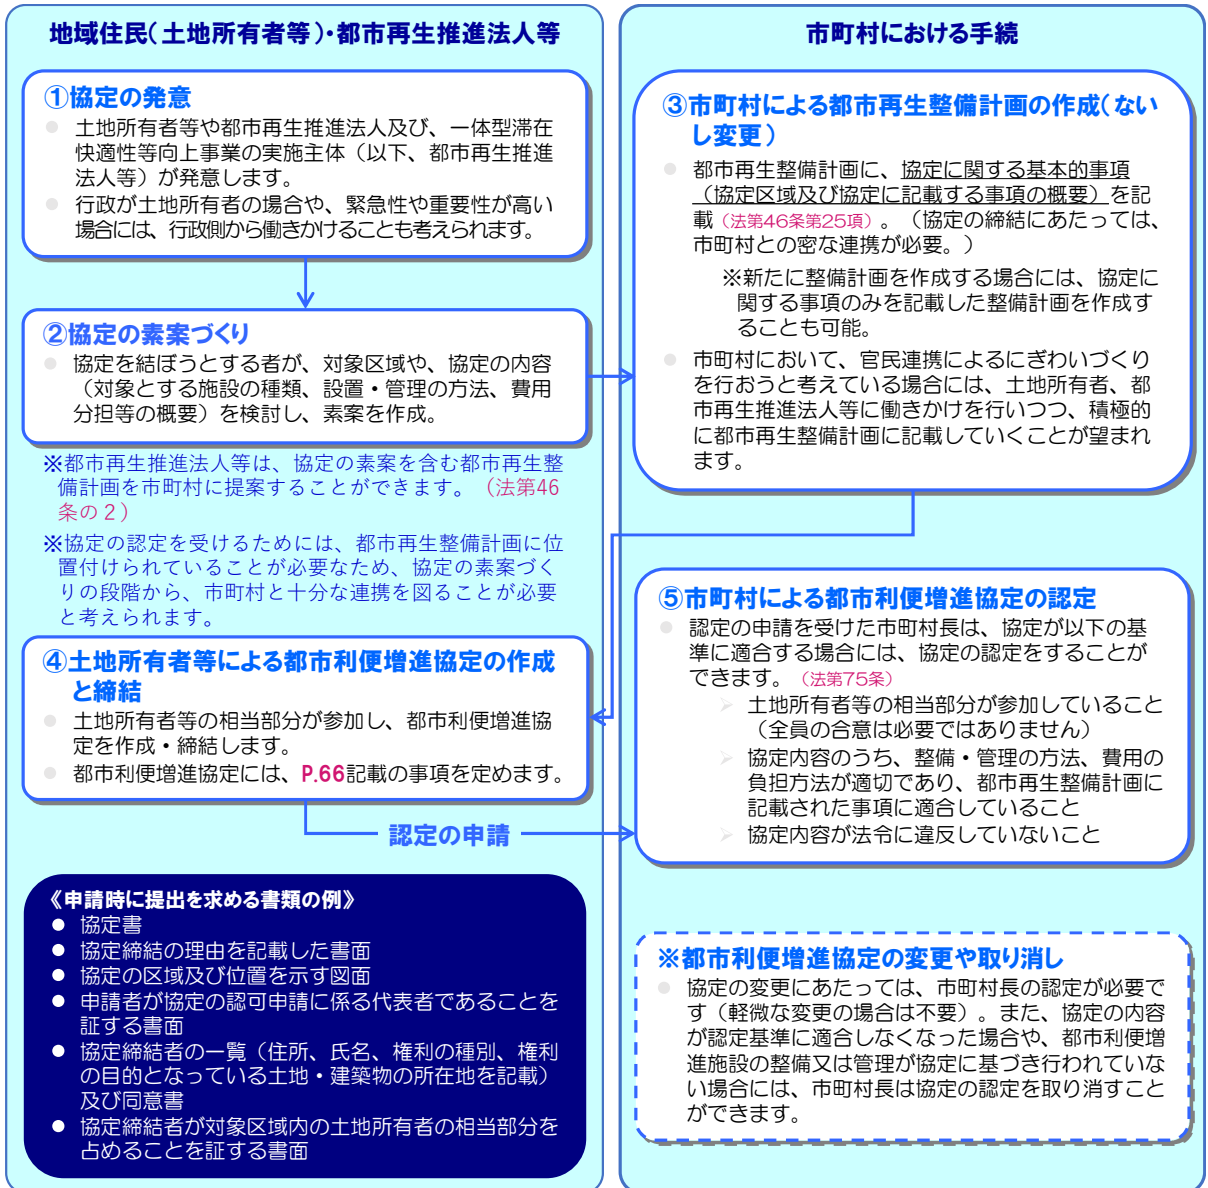 地域住民(土地所有者等)・都市再生推進法人等
①協定の発意
土地所有者等や都市再生推進法人及び、一体型滞在
快適性等向上事業の実施主体（以下、都市再生推進
法人等）が発意します。
行政が土地所有者の場合や、緊急性や重要性が高い
場合には、行政側から働きかけることも考えられます。
②協定の素案づくり
協定を結ぼうとする者が、対象区域や、協定の内容
（対象とする施設の種類、設置・管理の方法、費用
分担等の概要）を検討し、素案を作成。
※都市再生推進法人等は、協定の素案を含む都市再生整
備計画を市町村に提案することができます。（法第46
条の２）
※協定の認定を受けるためには、都市再生整備計画に位
置付けられていることが必要なため、協定の素案づく
りの段階から、市町村と十分な連携を図ることが必要
と考えられます。
④土地所有者等による都市利便増進協定の作成
と締結
土地所有者等の相当部分が参加し、都市利便増進協
定を作成・締結します。
都市利便増進協定には、P.66記載の事項を定めます。
認定の申請
《申請時に提出を求める書類の例》
● 協定書
● 協定締結の理由を記載した書面
● 協定の区域及び位置を示す図面
● 申請者が協定の認可申請に係る代表者であることを
証する書面
● 協定締結者の一覧（住所、氏名、権利の種別、権利
の目的となっている土地・建築物の所在地を記載）
及び同意書
● 協定締結者が対象区域内の土地所有者の相当部分を
占めることを証する書面
市町村における手続
③市町村による都市再生整備計画の作成(ない
し変更)
都市再生整備計画に、協定に関する基本的事項
（協定区域及び協定に記載する事項の概要）を記
載（法第46条第25項）。（協定の締結にあたっては、
市町村との密な連携が必要。）
※新たに整備計画を作成する場合には、協定に
関する事項のみを記載した整備計画を作成す
ることも可能。
市町村において、官民連携によるにぎわいづくり
を行おうと考えている場合には、土地所有者、都
市再生推進法人等に働きかけを行いつつ、積極的
に都市再生整備計画に記載していくことが望まれ
ます。
⑤市町村による都市利便増進協定の認定
認定の申請を受けた市町村長は、協定が以下の基
準に適合する場合には、協定の認定をすることが
できます。（法第75条）
土地所有者等の相当部分が参加していること
（全員の合意は必要ではありません）
協定内容のうち、整備・管理の方法、費用の
負担方法が適切であり、都市再生整備計画に
記載された事項に適合していること
協定内容が法令に違反していないこと
※都市利便増進協定の変更や取り消し
協定の変更にあたっては、市町村長の認定が必要で
す（軽微な変更の場合は不要）。また、協定の内容
が認定基準に適合しなくなった場合や、都市利便増
進施設の整備又は管理が協定に基づき行われていな
い場合には、市町村長は協定の認定を取り消すこと
ができます。